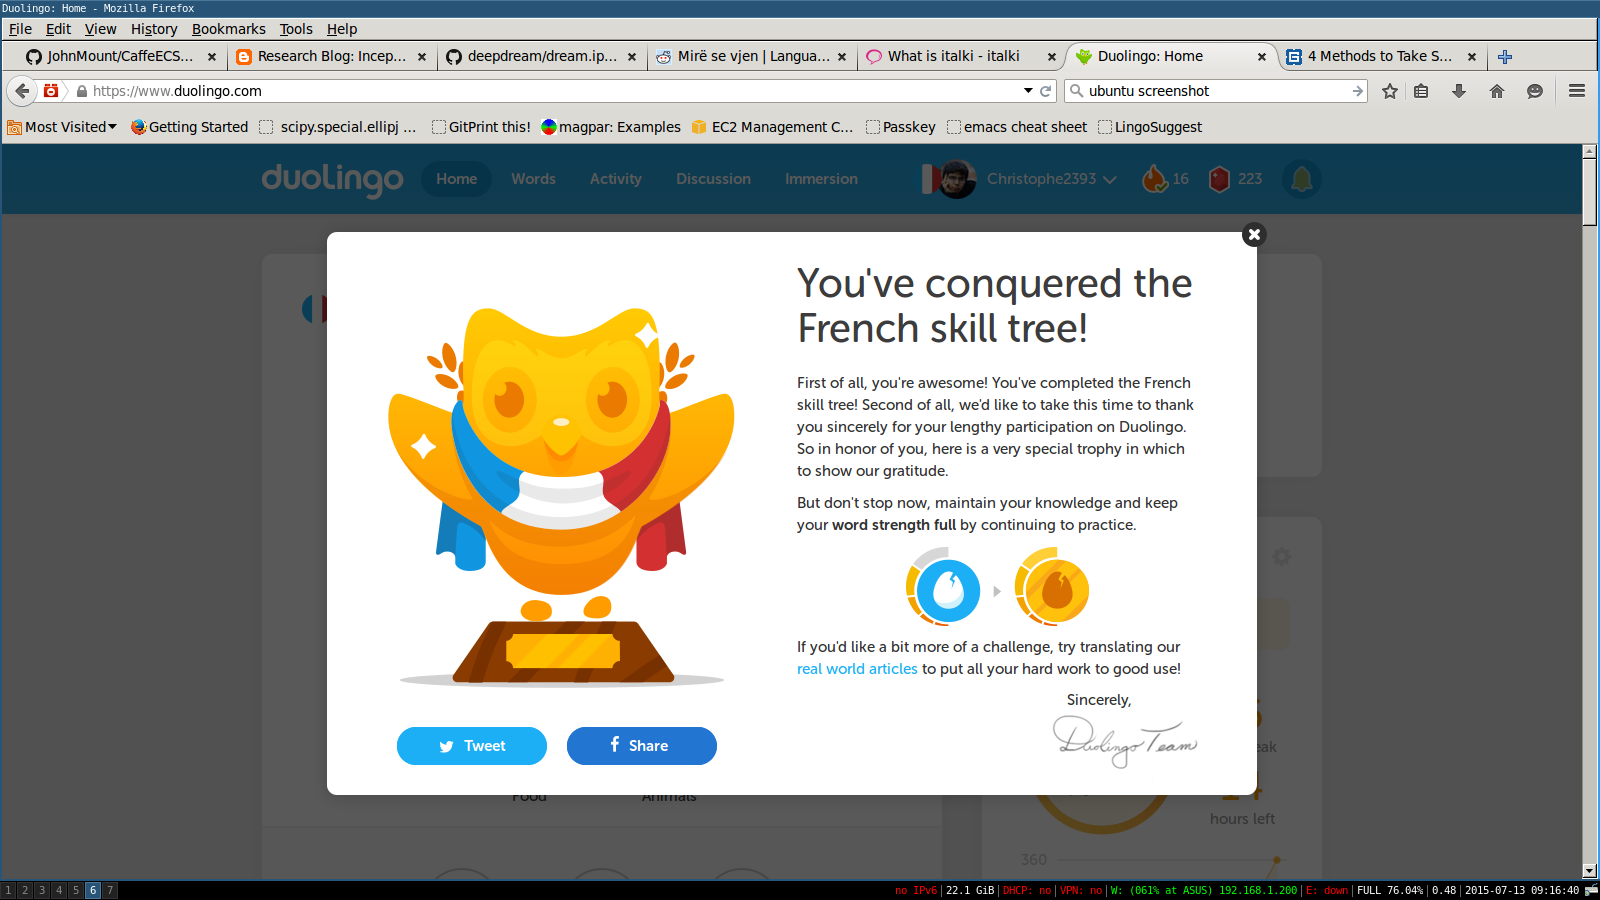 Duolingo: Home - Mozilla Firefox
File Edit View History Bookmarks Tools Help
JohnMount/CaffeECS... Research Blog: Incep... deepdream/dream.ip... Mirë se vjen | Langua... What is italki - italki Duolingo: Home 4 Methods to Take S...
https://www.duolingo.com ubuntu screenshot
Most Visited Getting Started scipy.special.ellipj ... GitPrint this! magpar: Examples EC2 Management C... Passkey emacs cheat sheet LingoSuggest
duolingo Home Words Activity Discussion Immersion Christophe2393 16 223
You've conquered the
French skill tree!
First of all, you're awesome! You've completed the French
skill tree! Second of all, we'd like to take this time to thank
you sincerely for your lengthy participation on Duolingo.
So in honor of you, here is a very special trophy in which
to show our gratitude.
But don't stop now, maintain your knowledge and keep
your word strength full by continuing to practice.
If you'd like a bit more of a challenge, try translating our
real world articles to put all your hard work to good use!
Sincerely,
Duolingo Team
Tweet Share
Food Animals
hours left
360
1 2 3 4 5 6 7 no IPv6|22.1 GiB|DHCP: no|VPN: no|W: (061% at ASUS) 192.168.1.200|E: down|FULL 76.04%|0.48|2015-07-13 09:16:40